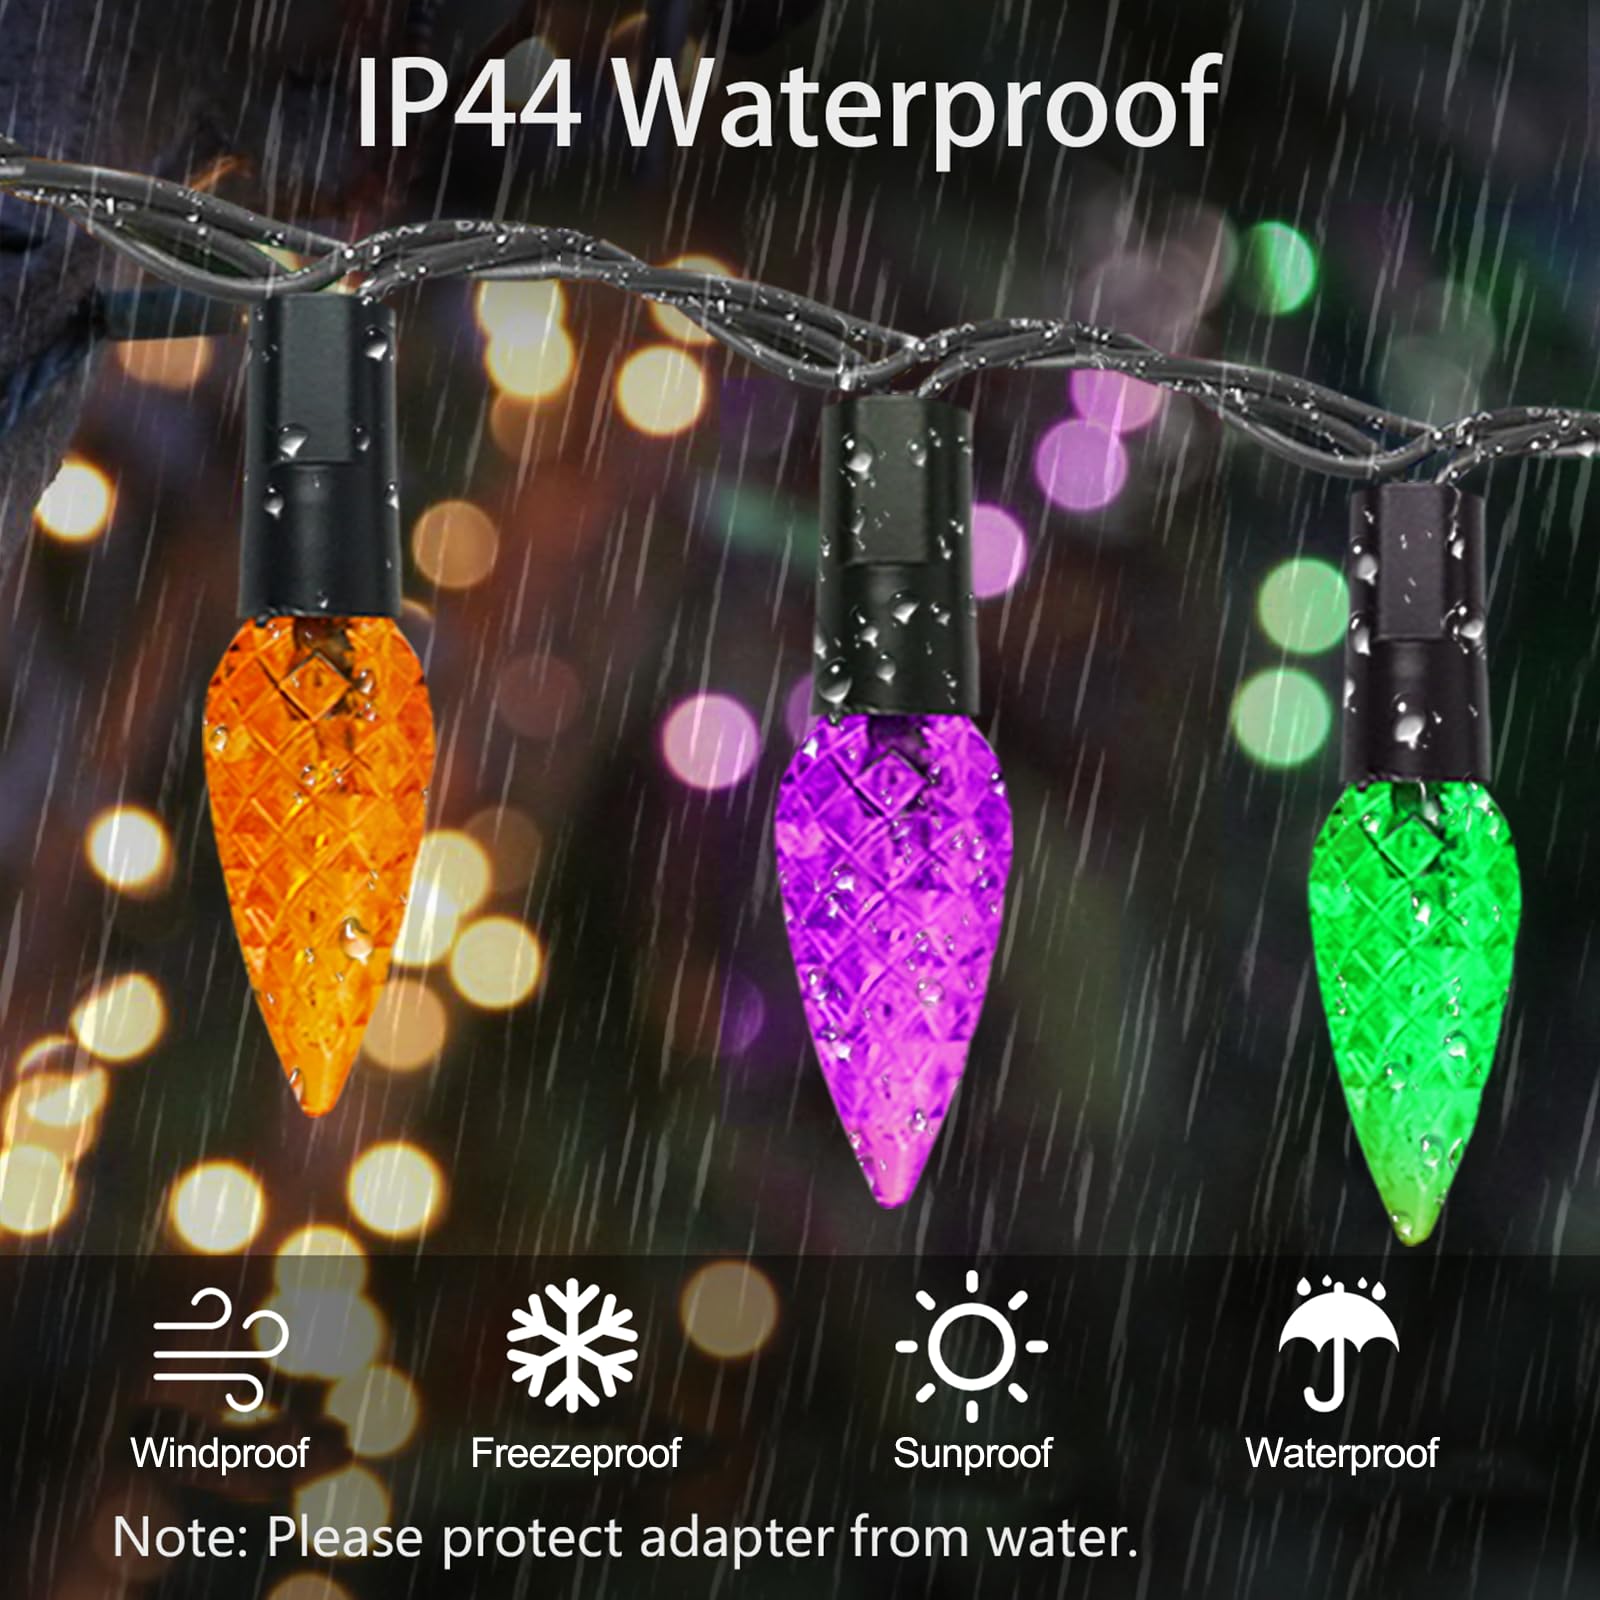 IP44 Waterproof
Windproof
Freezeproof
Sunproof
Waterproof
Note: Please protect adapter from water.